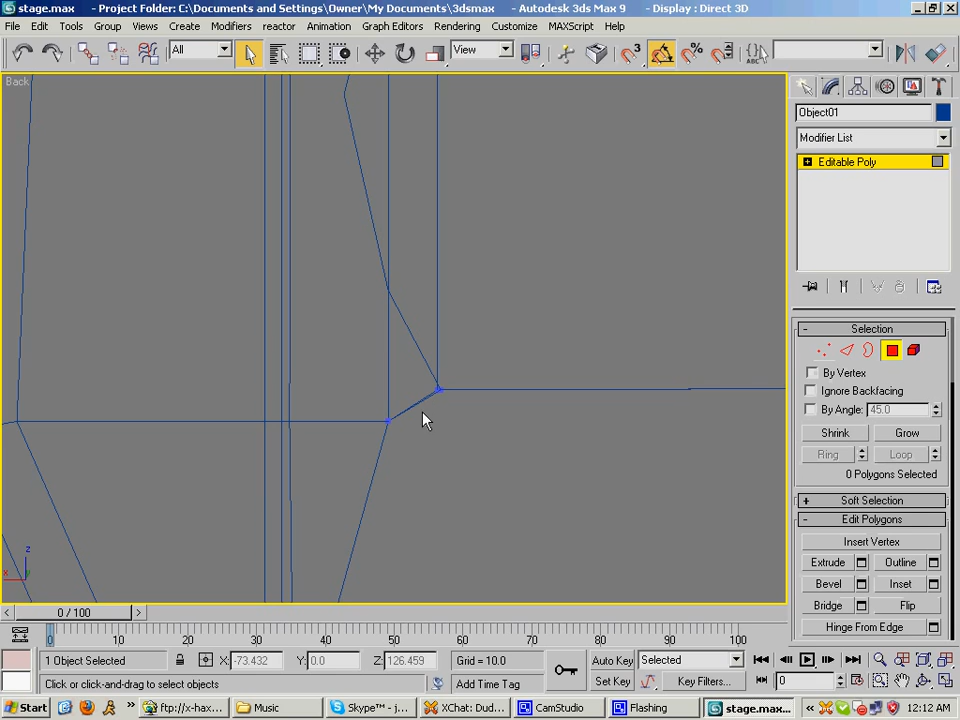 stage.max - Project Folder: C:\Documents and Settings\Owner\My Documents\3dsmax - Autodesk 3ds Max 9 - Display : Direct 3D
File Edit Tools Group Views Create Modifiers reactor Animation Graph Editors Rendering Customize MAXScript Help
All View ABC
Back
Object01
Modifier List
Editable Poly
Selection
By Vertex
Ignore Backfacing
By Angle: 45.0
Shrink Grow
Ring Loop
0 Polygons Selected
Soft Selection
Edit Polygons
Insert Vertex
Extrude Outline
Bevel Inset
Bridge Flip
Hinge From Edge
z
x
0 / 100
0 10 20 30 40 50 60 70 80 90 100
1 Object Selected X: -73.432 Y: 0.0 Z: 126.459 Grid = 10.0 Auto Key Selected
Click or click-and-drag to select objects Add Time Tag Set Key Key Filters... 0
Start ftp://x-hax... Music Skype™ - j... XChat: Dud... CamStudio Flashing stage.max... 12:12 AM